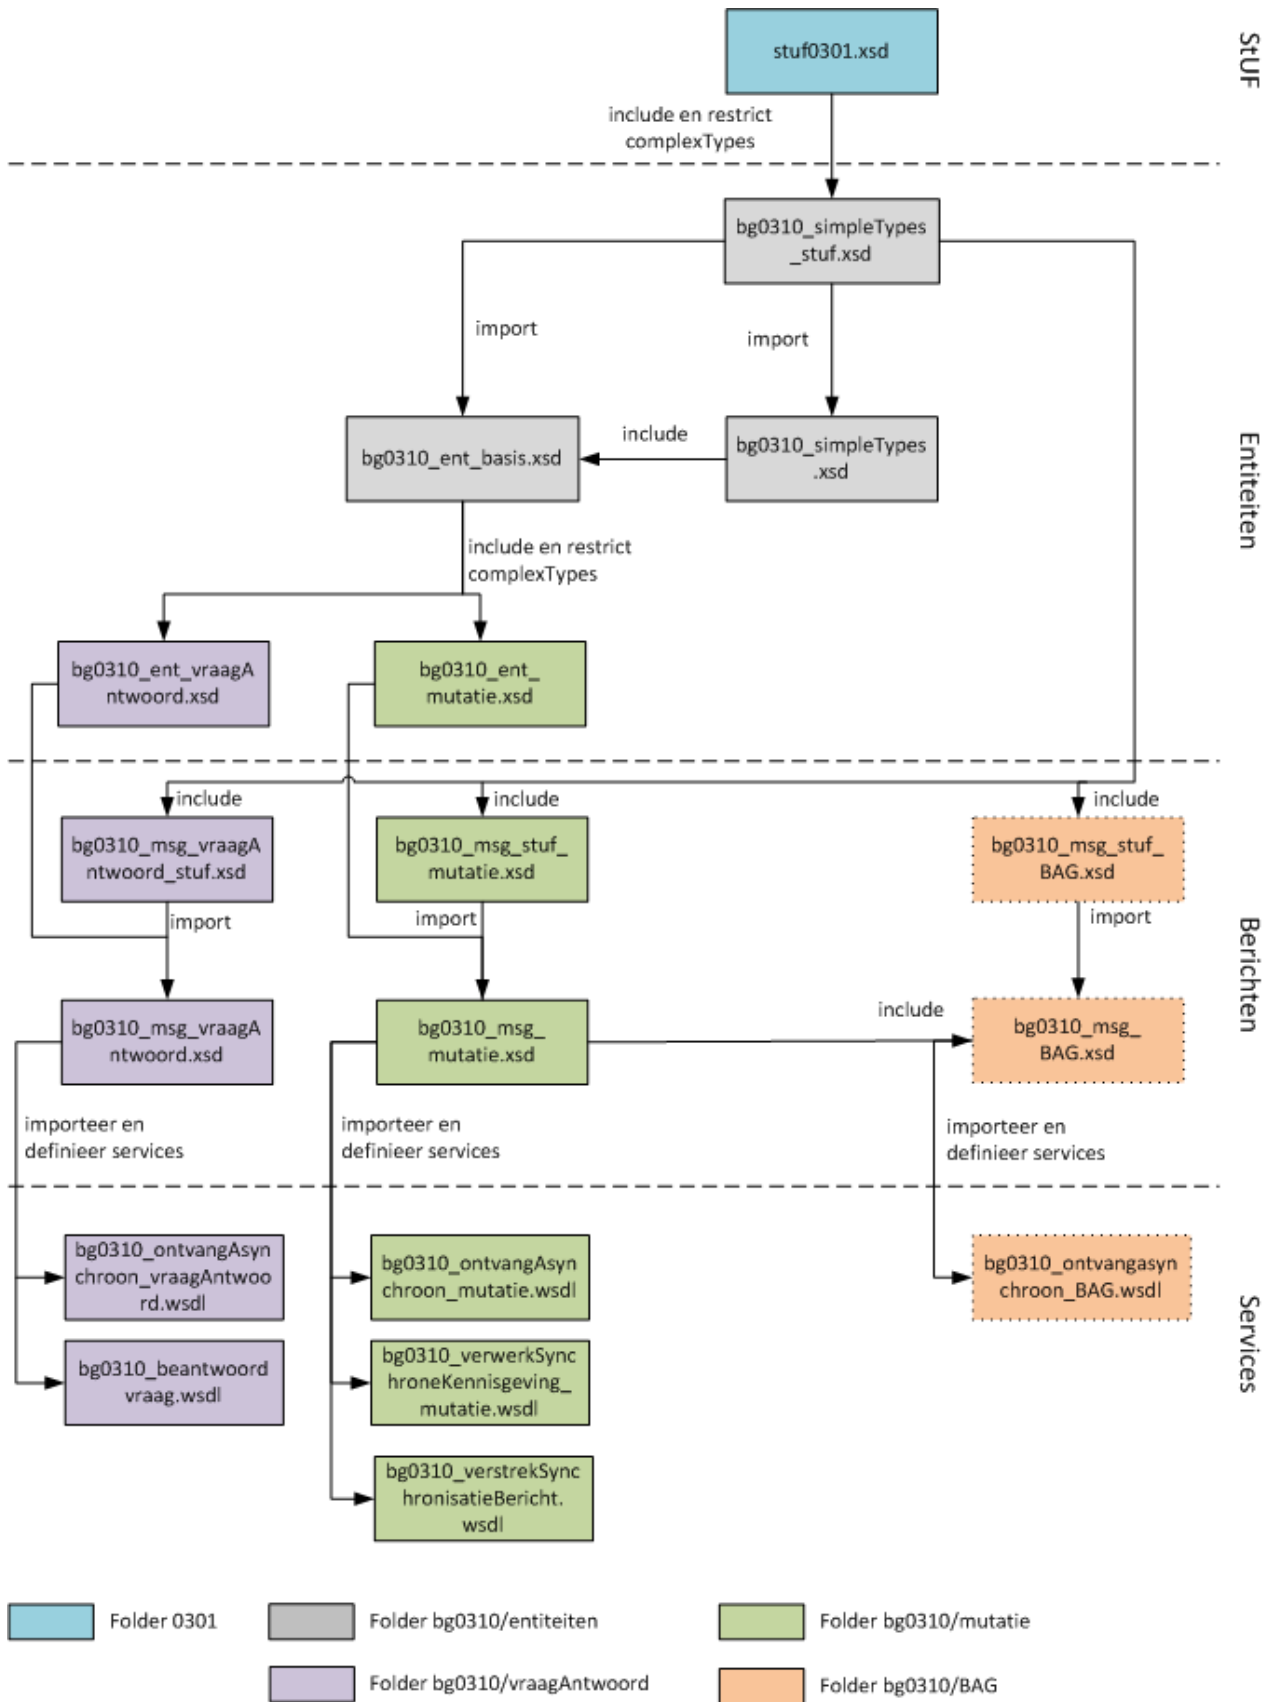 stuf0301.xsd
StUF
include en restrict
complexTypes
bg0310_simpleTypes
_stuf.xsd
import
import
Entiteiten
bg0310_ent_basis.xsd
include
bg0310_simpleTypes
.xsd
include en restrict
complexTypes
bg0310_ent_vraagA
ntwoord.xsd
bg0310_ent_
mutatie.xsd
include
include
include
bg0310_msg_vraagA
ntwoord_stuf.xsd
bg0310_msg_stuf_
mutatie.xsd
bg0310_msg_stuf_
BAG.xsd
import
import
import
Berichten
bg0310_msg_vraagA
ntwoord.xsd
bg0310_msg_
mutatie.xsd
include
bg0310_msg_
BAG.xsd
importeer en
definieer services
importeer en
definieer services
importeer en
definieer services
bg0310_ontvangAsyn
chroon_vraagAntwoo
rd.wsdl
bg0310_ontvangAsyn
chroon_mutatie.wsdl
bg0310_ontvangasyn
chroon_BAG.wsdl
Services
bg0310_beantwoord
vraag.wsdl
bg0310_verwerkSync
hroneKennisgeving_
mutatie.wsdl
bg0310_verstrekSync
hronisatieBericht.
wsdl
Folder 0301
Folder bg0310/entiteiten
Folder bg0310/mutatie
Folder bg0310/vraagAntwoord
Folder bg0310/BAG